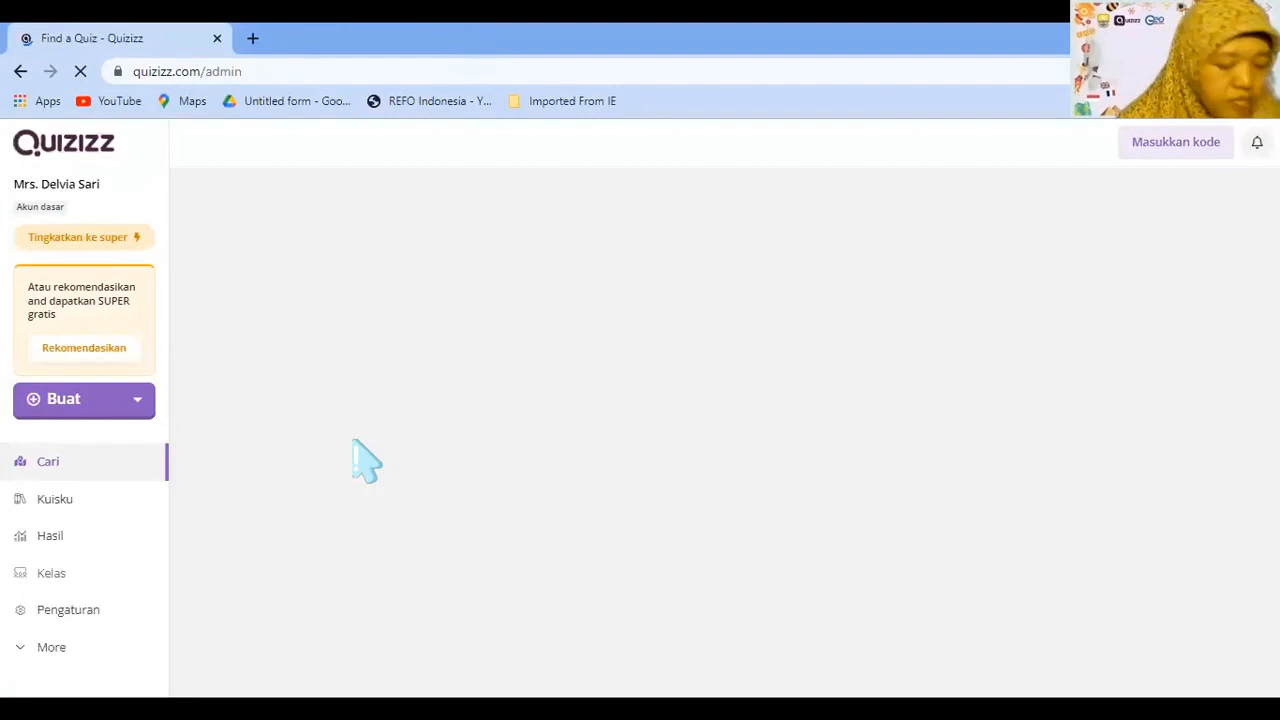 Find a Quiz - Quizizz
quizizz.com/admin
Apps
YouTube
Maps
Untitled form - Goo...
REFO Indonesia - Y...
Imported From IE
QUIZIZZ
Masukkan kode
Mrs. Delvia Sari
Akun dasar
Tingkatkan ke super
Atau rekomendasikan
and dapatkan SUPER
gratis
Rekomendasikan
Buat
Cari
Kuisku
Hasil
Kelas
Pengaturan
More
QUIZIZZ